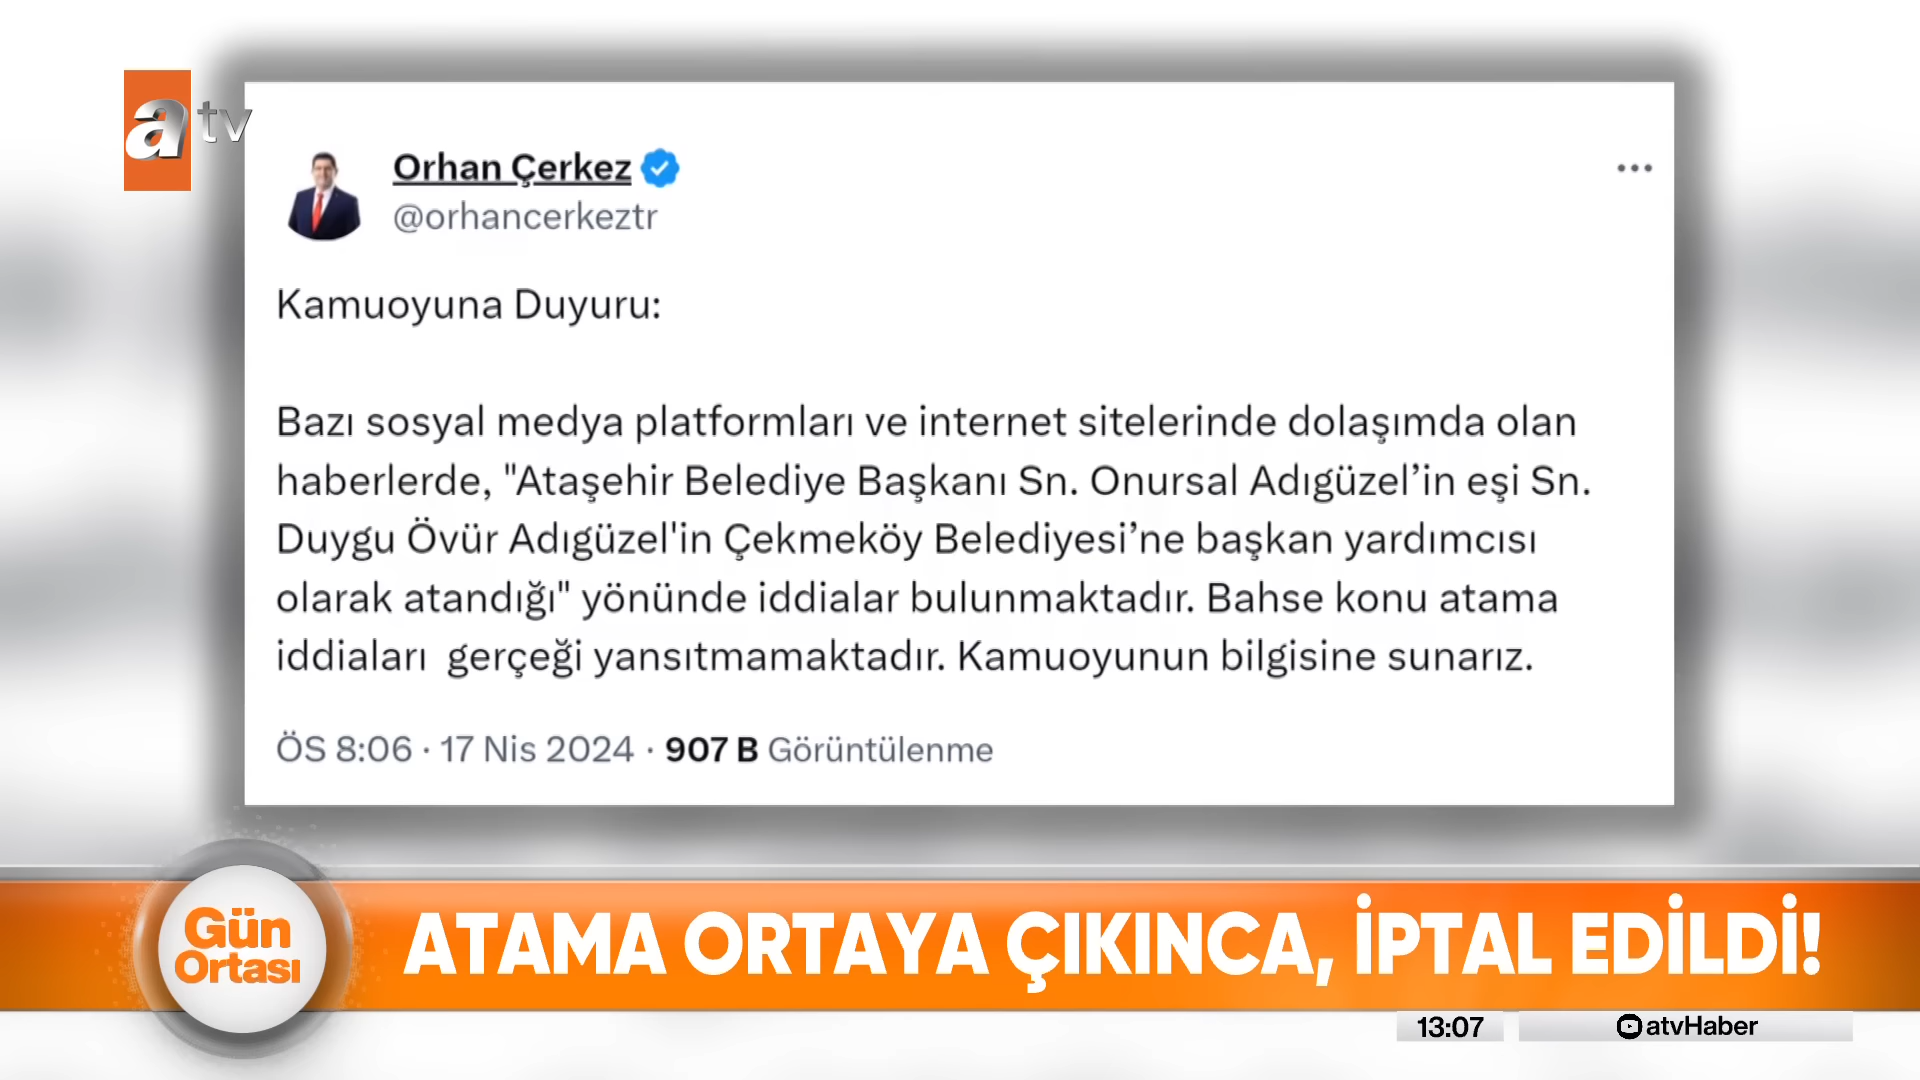 atv
Orhan Çerkez
@orhancerkeztr
Kamuoyuna Duyuru:
Bazı sosyal medya platformları ve internet sitelerinde dolaşımda olan
haberlerde, "Ataşehir Belediye Başkanı Sn. Onursal Adıgüzel’in eşi Sn.
Duygu Övür Adıgüzel'in Çekmeköy Belediyesi’ne başkan yardımcısı
olarak atandığı" yönünde iddialar bulunmaktadır. Bahse konu atama
iddiaları  gerçeği yansıtmamaktadır. Kamuoyunun bilgisine sunarız.
ÖS 8:06 · 17 Nis 2024 · 907 B Görüntülenme
Gün
Ortası
ATAMA ORTAYA ÇIKINCA, İPTAL EDİLDİ!
13:07
atvHaber